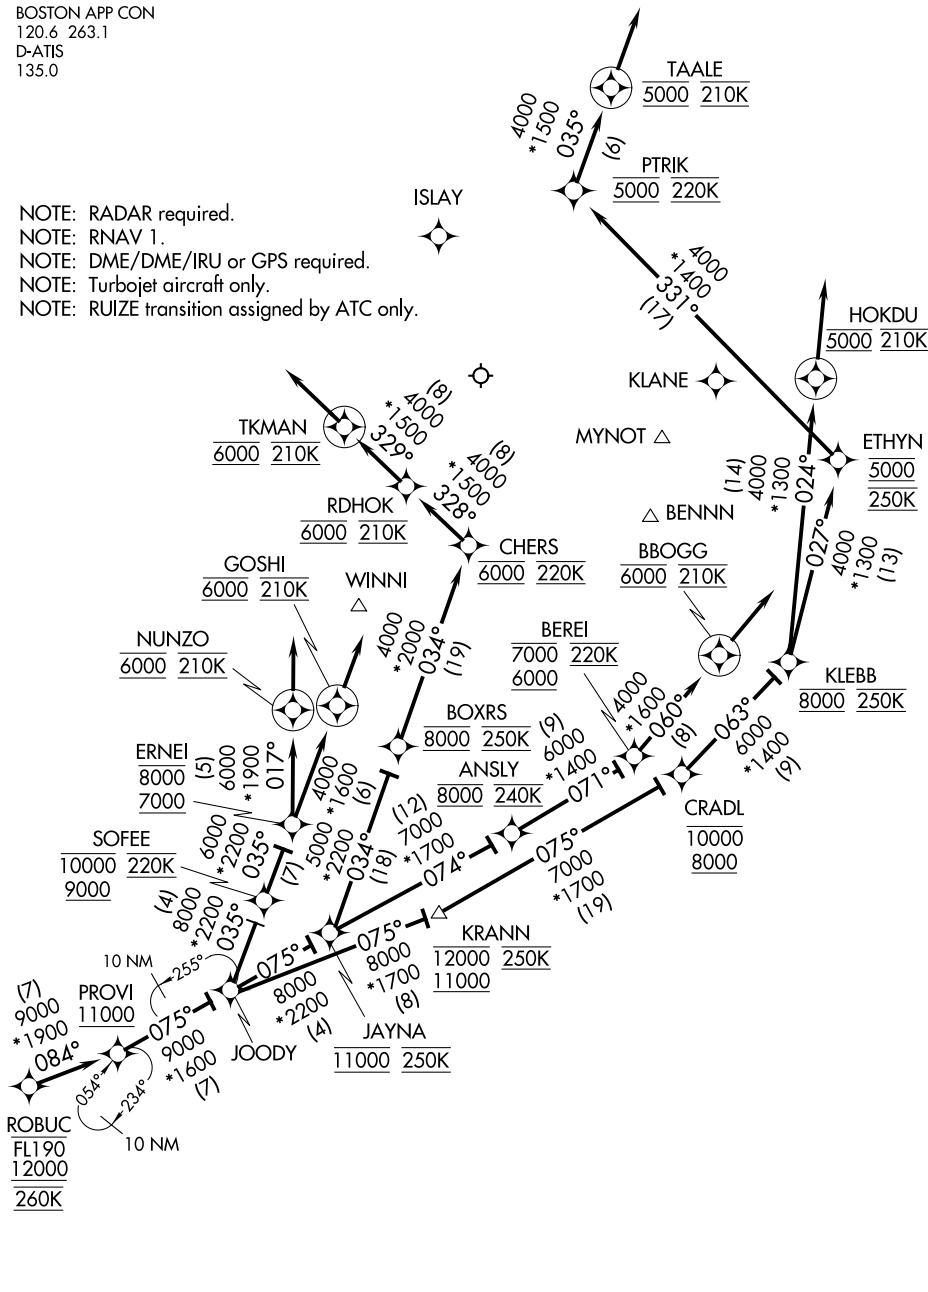 BOSTON APP CON
120.6 263.1
D-ATIS
135.0
TAALE
5000 210K
4000
*1500
035°
(6)
PTRIK
5000 220K
ISLAY
NOTE: RADAR required.
NOTE: RNAV 1.
NOTE: DME/DME/IRU or GPS required.
NOTE: Turbojet aircraft only.
NOTE: RUIZE transition assigned by ATC only.
4000
*1400
331°
(17)
HOKDU
5000 210K
KLANE
MYNOT
ETHYN
5000
250K
(8)
4000
*1500
329°
TKMAN
6000 210K
(8)
4000
*1500
328°
RDHOK
6000 210K
(14)
4000
*1300
024°
BENNN
027°
4000
*1300
(13)
CHERS
6000 220K
BBOGG
6000 210K
GOSHI
6000 210K
WINNI
NUNZO
6000 210K
4000
*2000
034°
(19)
BEREI
7000 220K
6000
KLEBB
8000 250K
4000
*1600
060°
(8)
BOXRS
8000 250K
063°
6000
*1400
(9)
ERNEI
8000
7000
(5)
6000
*1900
017°
4000
*1600
(6)
(9)
6000
*1400
071°
ANSLY
8000 240K
CRADL
10000
8000
SOFEE
10000 220K
9000
6000
*2200
035°
(7)
5000
*2200
034°
(18)
(12)
7000
*1700
074°
075°
7000
*1700
(19)
(4)
8000
*2200
035°
KRANN
12000 250K
11000
075°
8000
*1700
(8)
075°
8000
*2200
(4)
10 NM
255°
PROVI
11000
JOODY
JAYNA
11000 250K
(7)
9000
*1900
084°
075°
9000
*1600
(7)
054°
234°
10 NM
ROBUC
FL190
12000
260K